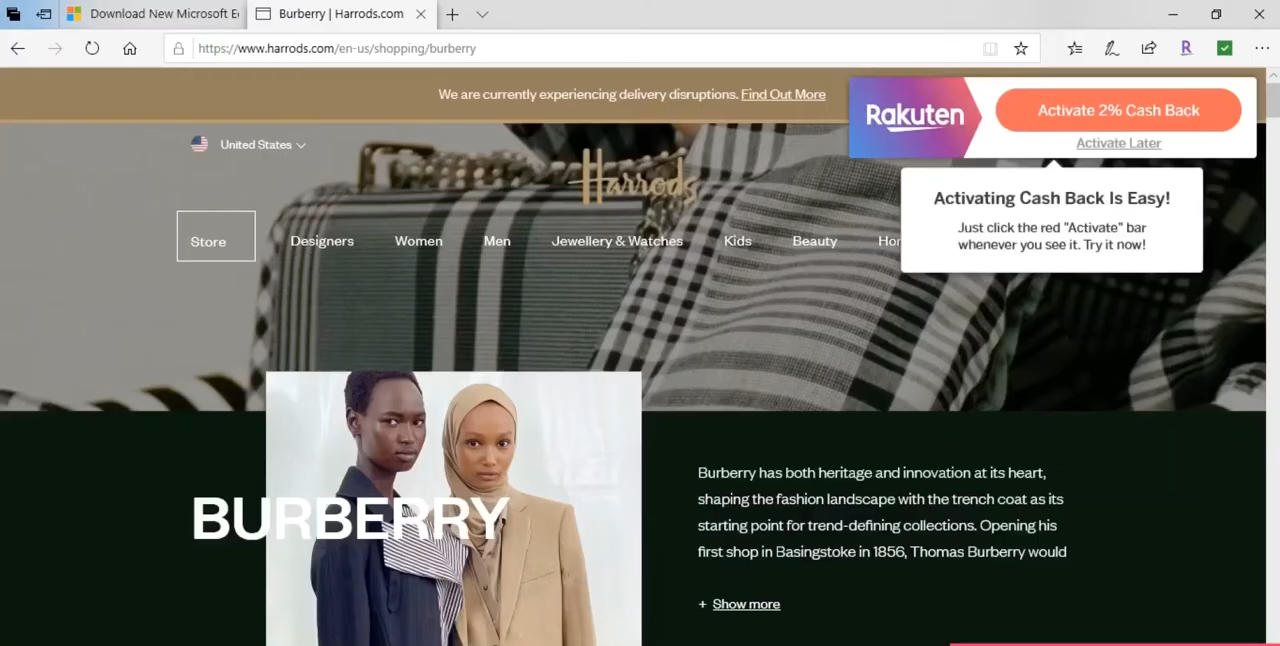 Download New Microsoft E
Burberry | Harrods.com
https://www.harrods.com/en-us/shopping/burberry
R
We are currently experiencing delivery disruptions. Find Out More
Rakuten
Activate 2% Cash Back
Activate Later
United States
Harrods
Activating Cash Back Is Easy!
Just click the red "Activate" bar
whenever you see it. Try it now!
Store
Designers
Women
Men
Jewellery & Watches
Kids
Beauty
BURBERRY
Burberry has both heritage and innovation at its heart,
shaping the fashion landscape with the trench coat as its
starting point for trend-defining collections. Opening his
first shop in Basingstoke in 1856, Thomas Burberry would
+ Show more